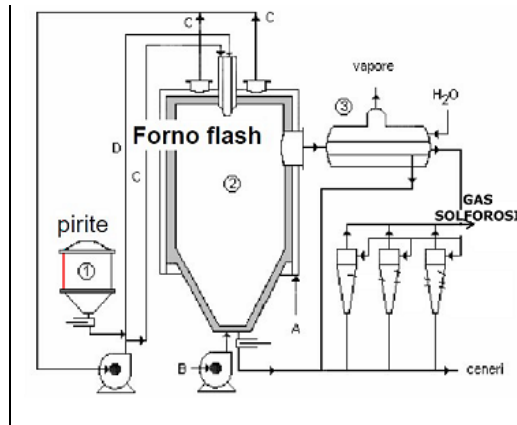 C
C
vapore
③
H2O
Forno flash
D
C
②
GAS
SOLFOROSI
pirite
①
A
B
ceneri